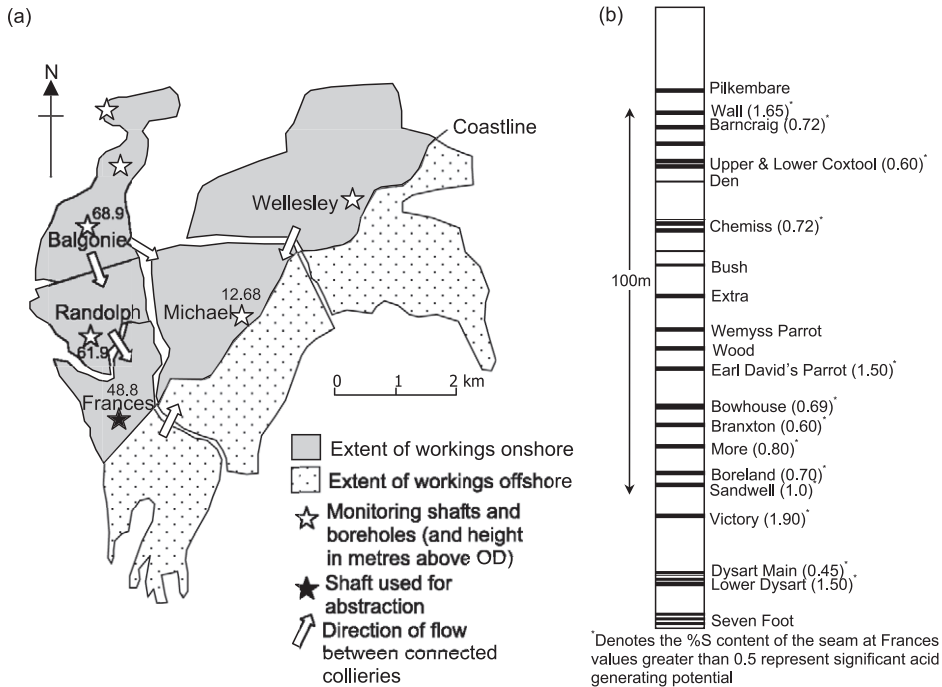 (a)
N
Coastline
Wellesley
68.9
Balgonie
12.68
Randolph
Michael
61.9
48.8
Frances
0 1 2 km
Extent of workings onshore
Extent of workings offshore
Monitoring shafts and
boreholes (and height
in metres above OD)
Shaft used for
abstraction
Direction of flow
between connected
collieries
(b)
Pilkembare
Wall (1.65)*
Barncraig (0.72)*
Upper & Lower Coxtool (0.60)*
Den
Chemiss (0.72)*
Bush
100m
Extra
Wemyss Parrot
Wood
Earl David's Parrot (1.50)*
Bowhouse (0.69)*
Branxton (0.60)*
More (0.80)*
Boreland (0.70)*
Sandwell (1.0)
Victory (1.90)*
Dysart Main (0.45)*
Lower Dysart (1.50)*
Seven Foot
*Denotes the %S content of the seam at Frances
values greater than 0.5 represent significant acid
generating potential